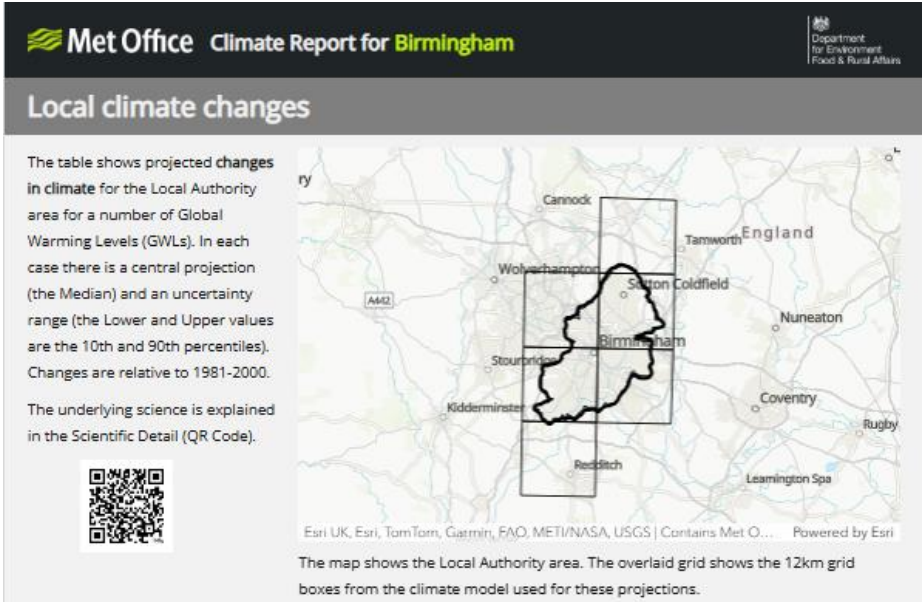 Met Office Climate Report for Birmingham
Department
for Environment
Food & Rural Affairs
Local climate changes
The table shows projected changes
in climate for the Local Authority
area for a number of Global
Warming Levels (GWLs). In each
case there is a central projection
(the Median) and an uncertainty
range (the Lower and Upper values
are the 10th and 90th percentiles).
Changes are relative to 1981-2000.
The underlying science is explained
in the Scientific Detail (QR Code).
ry
Cannock
Tamworth
England
Wolverhampton
Sutton Coldfield
A442
Nuneaton
Birmingham
Stourbridge
Coventry
Kidderminster
Rugby
Redditch
Leamington Spa
Esri UK, Esri, TomTom, Garmin, FAO, METI/NASA, USGS | Contains Met O...
Powered by Esri
The map shows the Local Authority area. The overlaid grid shows the 12km grid
boxes from the climate model used for these projections.